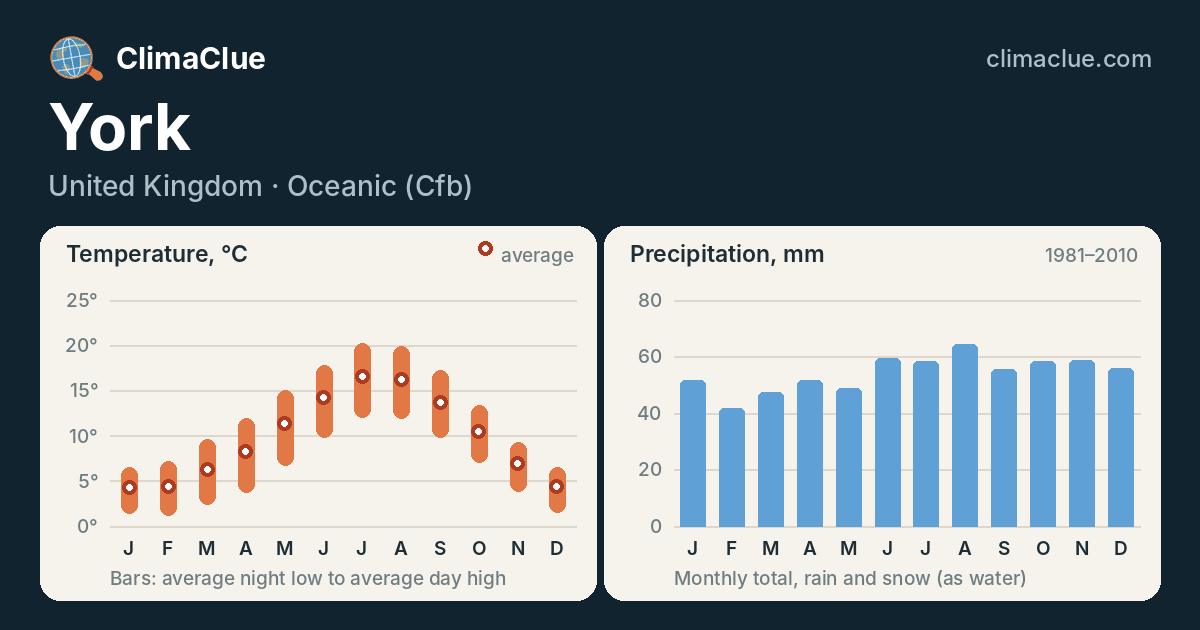 ClimaClue
climaclue.com
York
United Kingdom · Oceanic (Cfb)
Temperature, °C
average
25°
20°
15°
10°
5°
0°
J F M A M J J A S O N D
Bars: average night low to average day high
Precipitation, mm
1981–2010
80
60
40
20
0
J F M A M J J A S O N D
Monthly total, rain and snow (as water)